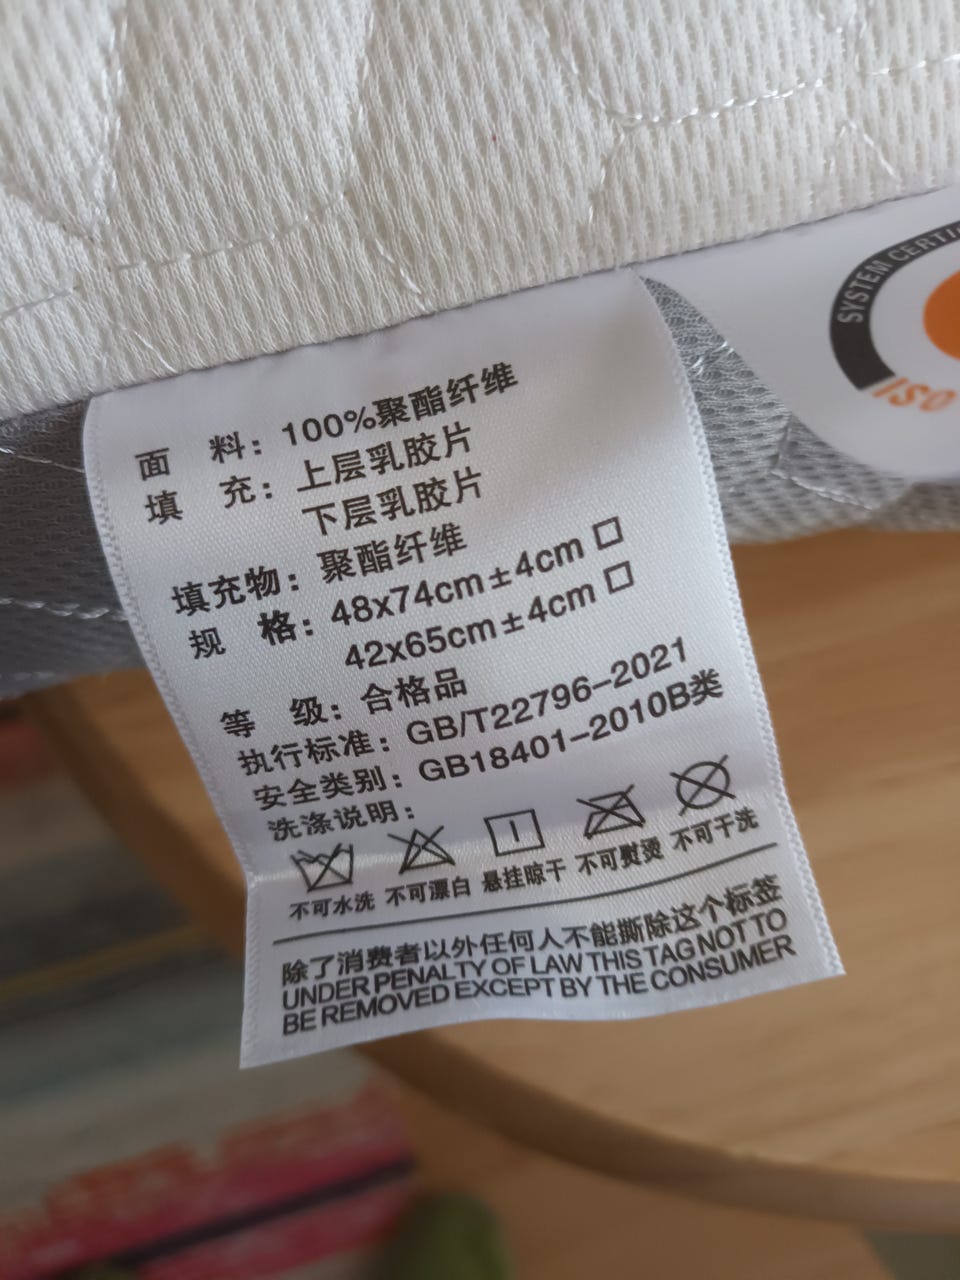 面 料：100%聚酯纤维
填 充：上层乳胶片
下层乳胶片
填充物：聚酯纤维
规 格：48x74cm±4cm □
42x65cm±4cm □
等 级：合格品
执行标准：GB/T22796-2021
安全类别：GB18401-2010B类
洗涤说明：
不可水洗 不可漂白 悬挂晾干 不可熨烫 不可干洗
除了消费者以外任何人不能撕除这个标签
UNDER PENALTY OF LAW THIS TAG NOT TO
BE REMOVED EXCEPT BY THE CONSUMER
SYSTEM
ISO